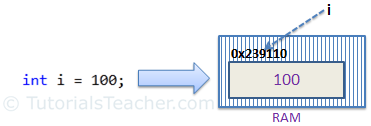 i
0x239110
int i = 100;
100
© TutorialsTeacher.com
RAM